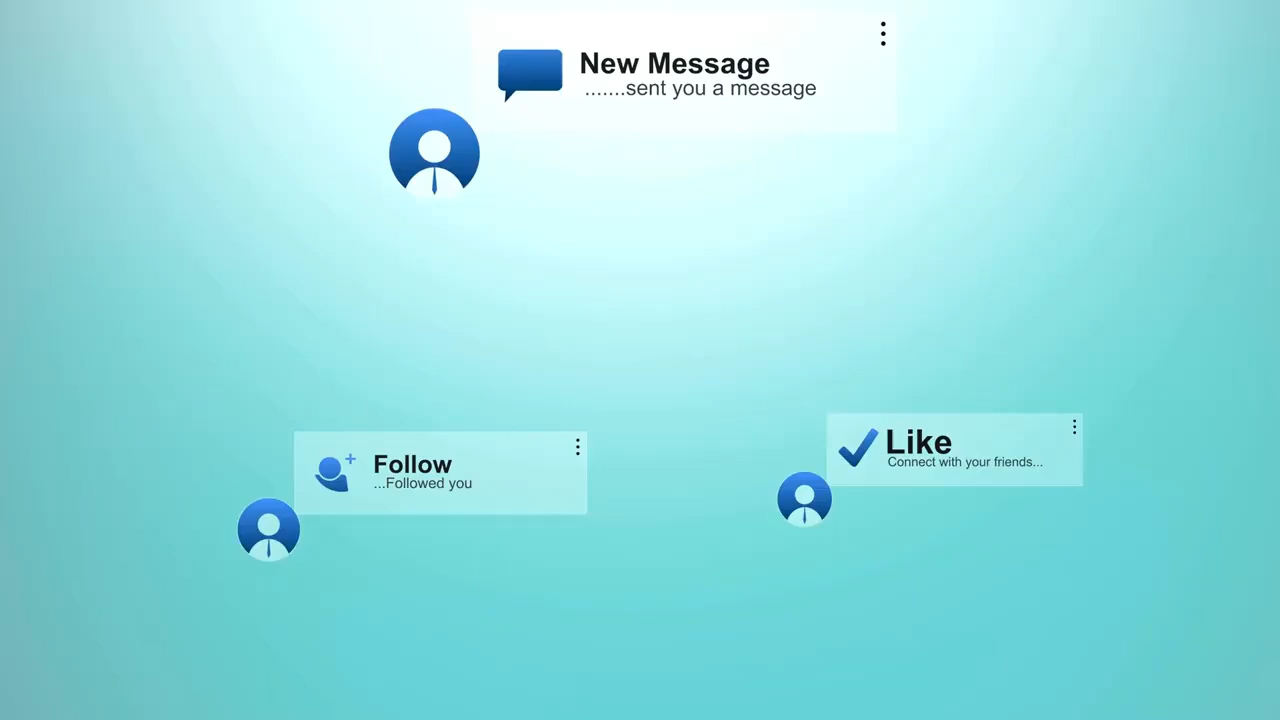 New Message
.......sent you a message
Follow
...Followed you
Like
Connect with your friends...